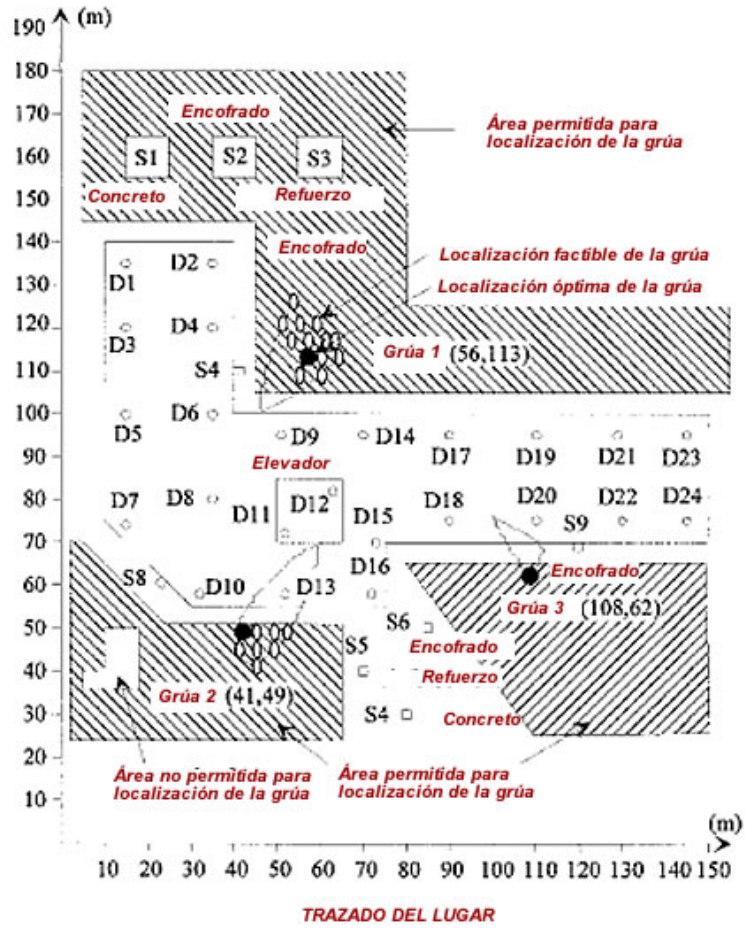 190 (m)
180
170
Encofrado
Área permitida para
localización de la grúa
160
S1 S2 S3
150
Concreto Refuerzo
140
Encofrado
Localización factible de la grúa
D2
130
D1
Localización óptima de la grúa
120
D3 D4
110
S4
Grúa 1 (56,113)
100
D5 D6
D9 D14
90
D17 D19 D21 D23
Elevador
80
D7 D8 D11 D12 D18 D20 D22 D24
D15 S9
70
D16
Encofrado
60
S8 D10 D13
Grúa 3 (108,62)
50
S6
S5 Encofrado
40
Refuerzo
Grúa 2 (41,49)
30
S4 Concreto
20
Área no permitida para
localización de la grúa
Área permitida para
localización de la grúa
10
(m)
10 20 30 40 50 60 70 80 90 100 110 120 130 140 150
TRAZADO DEL LUGAR